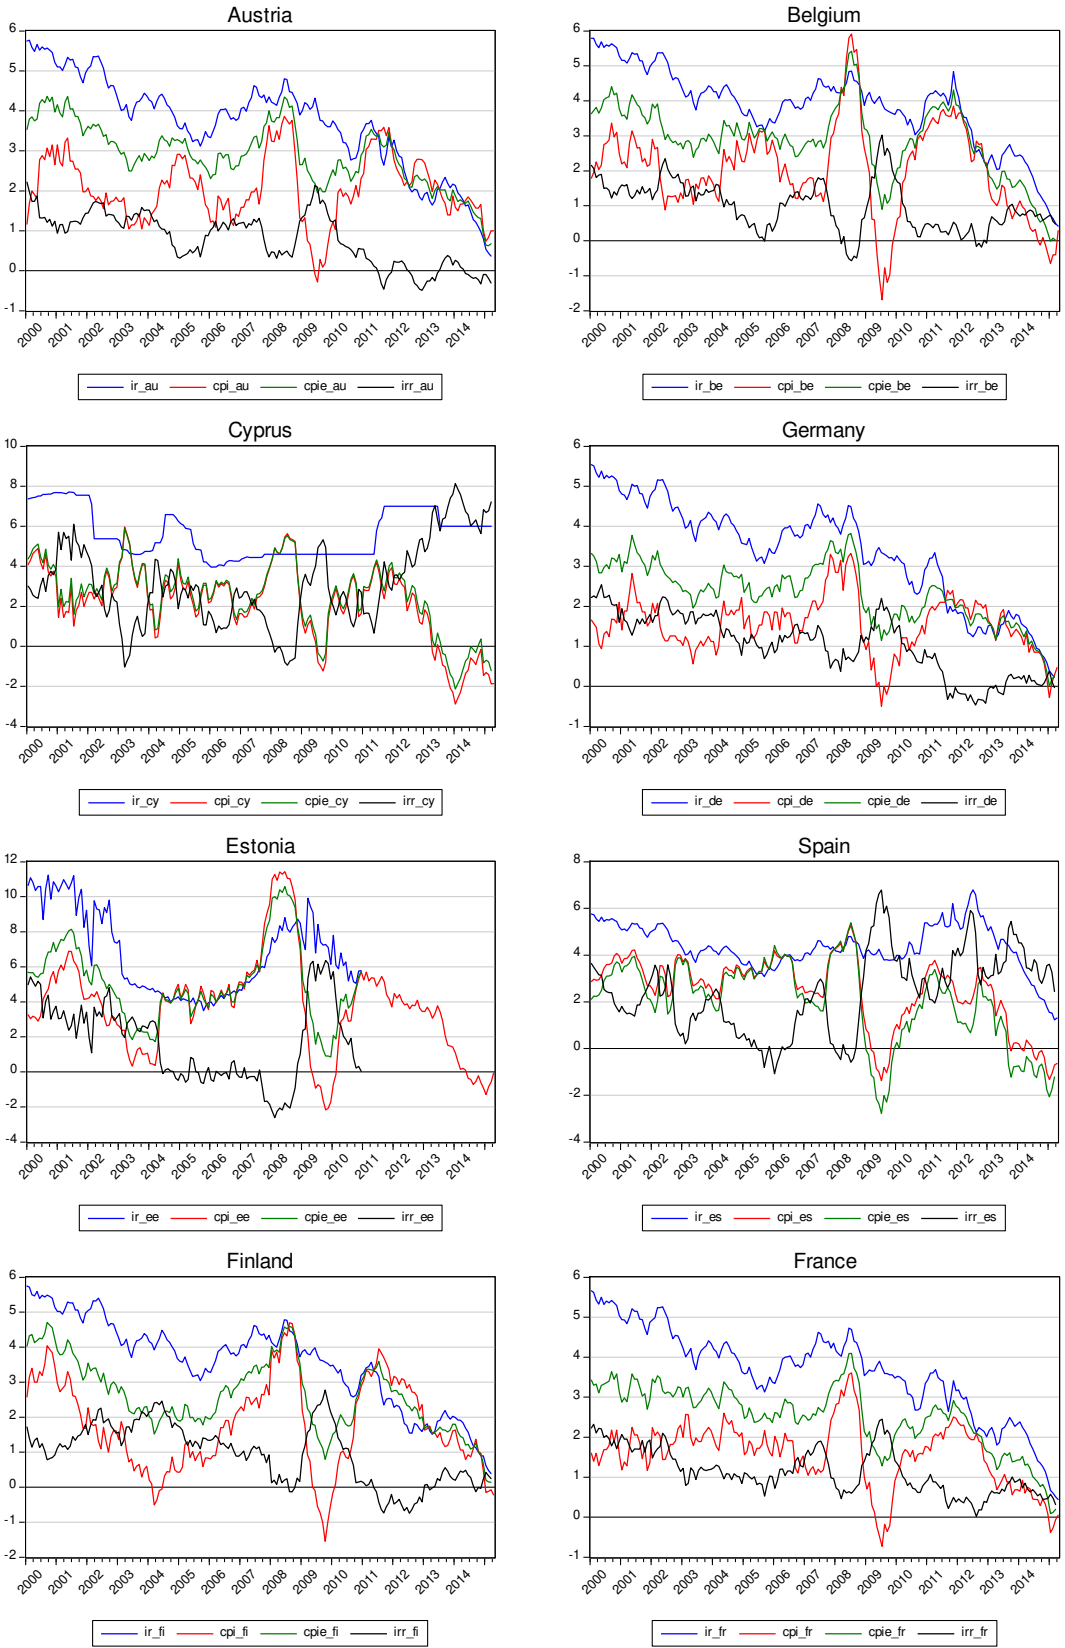 Austria
6
5
4
3
2
1
0
-1
2000 2001 2002 2003 2004 2005 2006 2007 2008 2009 2010 2011 2012 2013 2014
ir_au cpi_au cpie_au irr_au
Belgium
6
5
4
3
2
1
0
-1
-2
2000 2001 2002 2003 2004 2005 2006 2007 2008 2009 2010 2011 2012 2013 2014
ir_be cpi_be cpie_be irr_be
Cyprus
10
8
6
4
2
0
-2
-4
2000 2001 2002 2003 2004 2005 2006 2007 2008 2009 2010 2011 2012 2013 2014
ir_cy cpi_cy cpie_cy irr_cy
Germany
6
5
4
3
2
1
0
-1
2000 2001 2002 2003 2004 2005 2006 2007 2008 2009 2010 2011 2012 2013 2014
ir_de cpi_de cpie_de irr_de
Estonia
12
10
8
6
4
2
0
-2
-4
2000 2001 2002 2003 2004 2005 2006 2007 2008 2009 2010 2011 2012 2013 2014
ir_ee cpi_ee cpie_ee irr_ee
Spain
8
6
4
2
0
-2
-4
2000 2001 2002 2003 2004 2005 2006 2007 2008 2009 2010 2011 2012 2013 2014
ir_es cpi_es cpie_es irr_es
Finland
6
5
4
3
2
1
0
-1
-2
2000 2001 2002 2003 2004 2005 2006 2007 2008 2009 2010 2011 2012 2013 2014
ir_fi cpi_fi cpie_fi irr_fi
France
6
5
4
3
2
1
0
-1
2000 2001 2002 2003 2004 2005 2006 2007 2008 2009 2010 2011 2012 2013 2014
ir_fr cpi_fr cpie_fr irr_fr